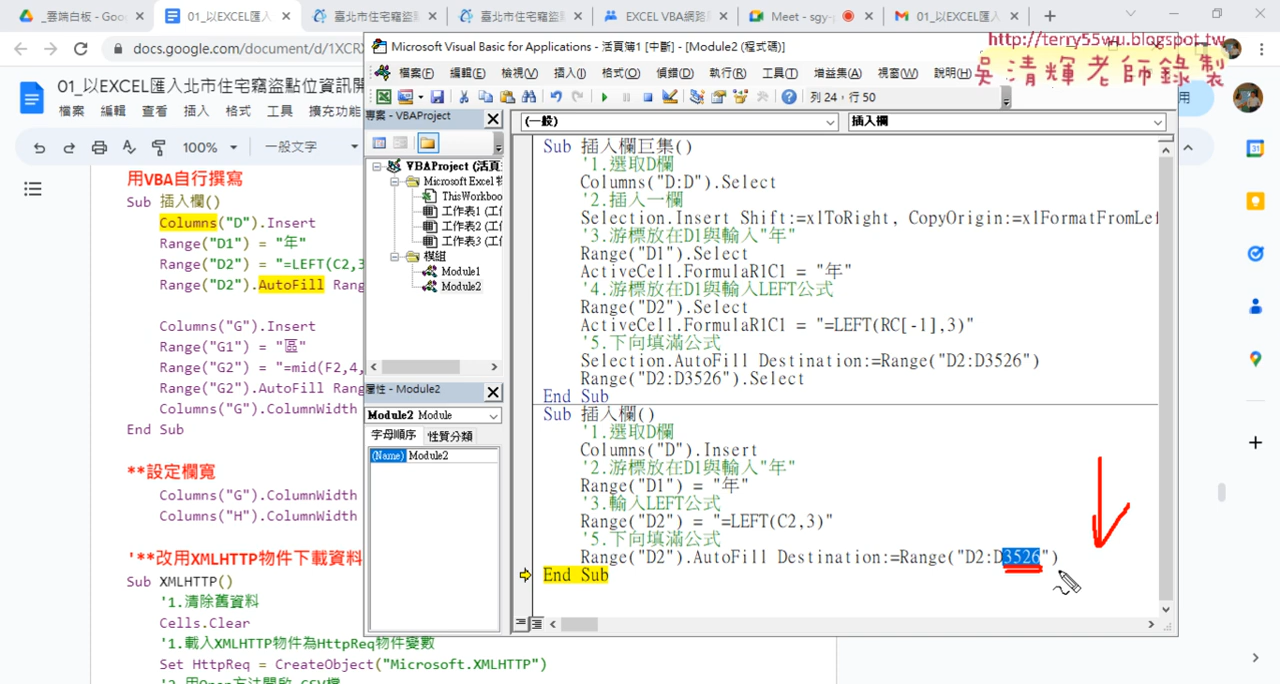 _雲端白板 - Goo
01_以EXCEL匯入
臺北市住宅竊盜
臺北市住宅竊盜
EXCEL VBA網路
Meet - sgy-
01_以EXCEL匯入
docs.google.com/document/d/1XCRX
http://terry55wu.blogspot.tw
吳清輝老師錄製
01_以EXCEL匯入北市住宅竊盜點位資訊開
檔案 編輯 查看 插入 格式 工具 擴充功能
100% 一般文字
用VBA自行撰寫
Sub 插入欄()
Columns("D").Insert
Range("D1") = "年"
Range("D2") = "=LEFT(C2,3
Range("D2").AutoFill Rang
Columns("G").Insert
Range("G1") = "區"
Range("G2") = "=mid(F2,4,
Range("G2").AutoFill Rang
Columns("G").ColumnWidth
End Sub
**設定欄寬
Columns("G").ColumnWidth
Columns("H").ColumnWidth
'**改用XMLHTTP物件下載資料
Sub XMLHTTP()
'1.清除舊資料
Cells.Clear
'1.載入XMLHTTP物件為HttpReq物件變數
Set HttpReq = CreateObject("Microsoft.XMLHTTP")
Microsoft Visual Basic for Applications - 活頁簿1 [中斷] - [Module2 (程式碼)]
檔案(F) 編輯(E) 檢視(V) 插入(I) 格式(O) 偵錯(D) 執行(R) 工具(T) 增益集(A) 視窗(W) 說明(H)
列 24，行 50
專案 - VBAProject
VBAProject (活頁
Microsoft Excel 物
ThisWorkboo
工作表1 (工作
工作表2 (工作
工作表3 (工作
模組
Module1
Module2
屬性 - Module2
Module2 Module
字母順序 性質分類
(Name) Module2
(一般) 插入欄
Sub 插入欄巨集()
'1.選取D欄
Columns("D:D").Select
'2.插入一欄
Selection.Insert Shift:=xlToRight, CopyOrigin:=xlFormatFromLef
'3.游標放在D1與輸入"年"
Range("D1").Select
ActiveCell.FormulaR1C1 = "年"
'4.游標放在D1與輸入LEFT公式
Range("D2").Select
ActiveCell.FormulaR1C1 = "=LEFT(RC[-1],3)"
'5.下向填滿公式
Selection.AutoFill Destination:=Range("D2:D3526")
Range("D2:D3526").Select
End Sub
Sub 插入欄()
'1.選取D欄
Columns("D").Insert
'2.游標放在D1與輸入"年"
Range("D1") = "年"
'3.輸入LEFT公式
Range("D2") = "=LEFT(C2,3)"
'5.下向填滿公式
Range("D2").AutoFill Destination:=Range("D2:D3526")
End Sub